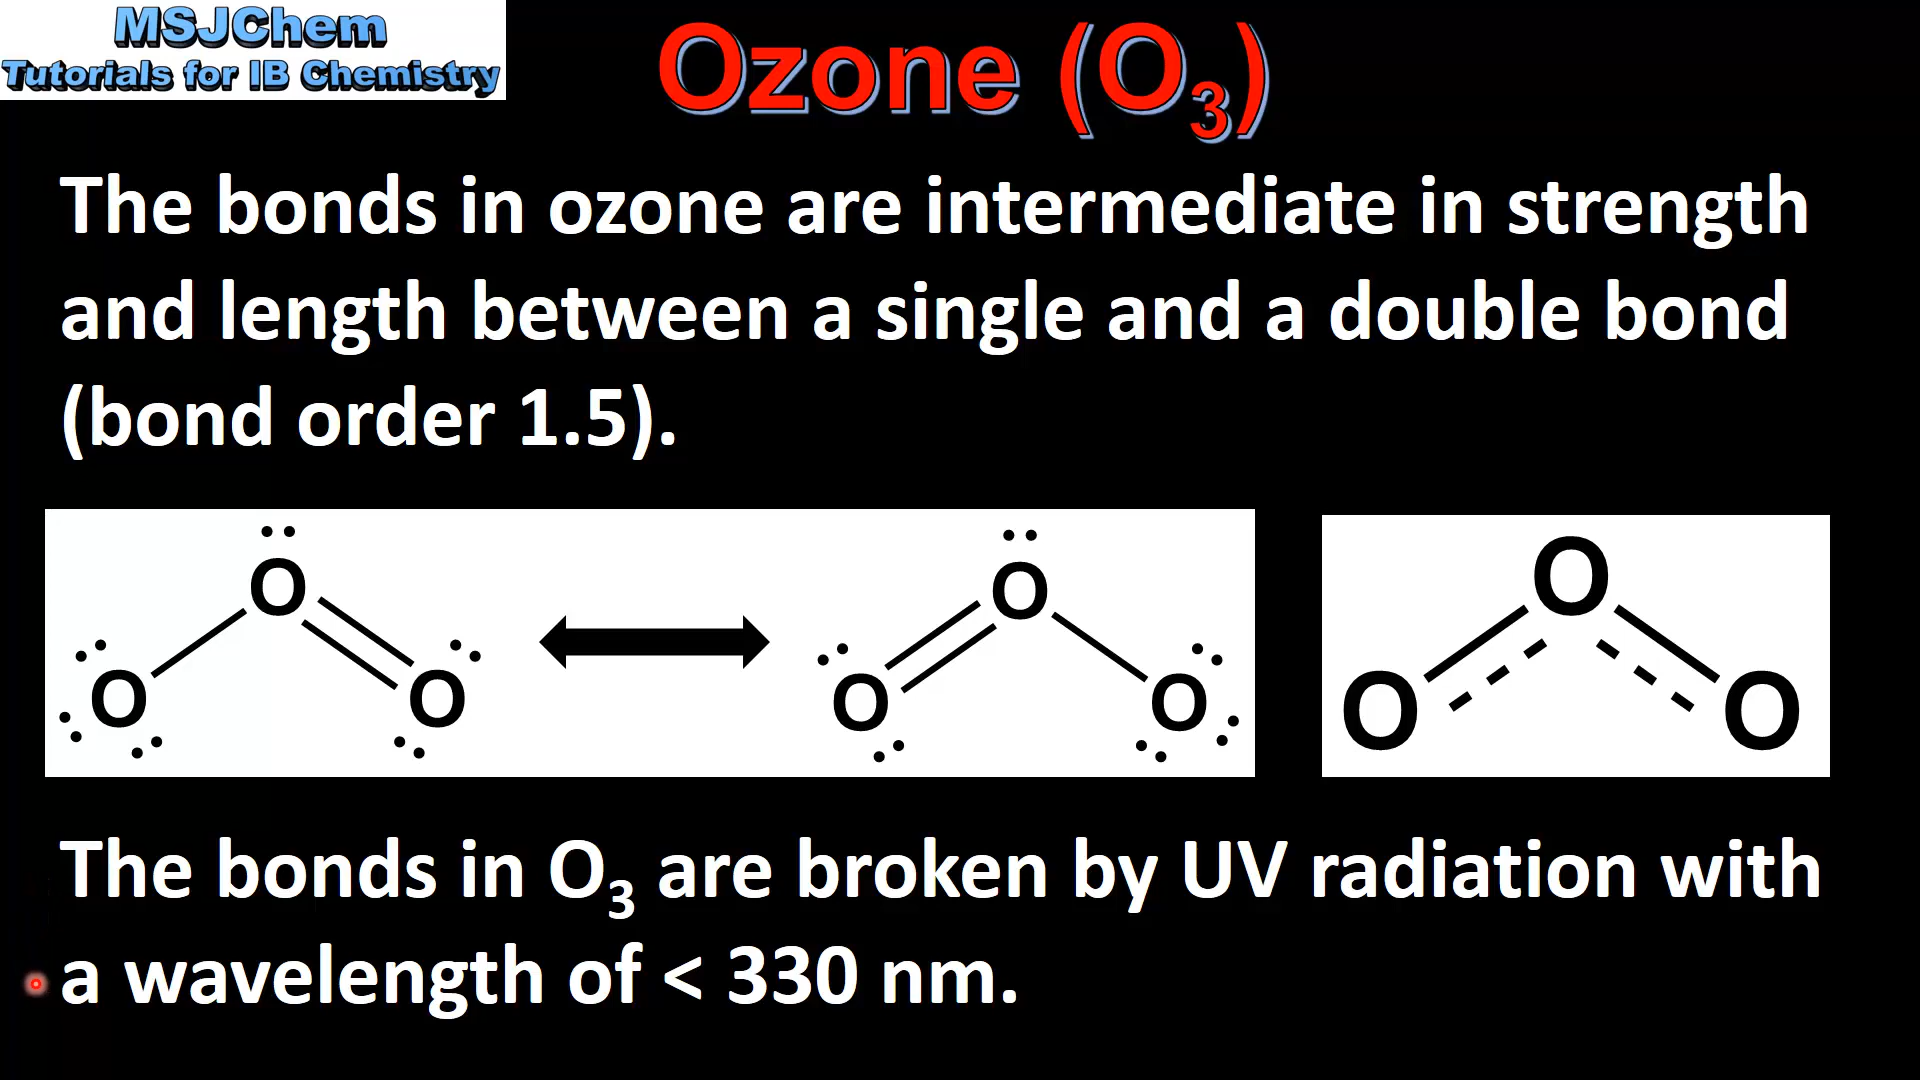 MSJChem
Tutorials for IB Chemistry
Ozone (O₃)
The bonds in ozone are intermediate in strength
and length between a single and a double bond
(bond order 1.5).
O O O
O O O
O O O
The bonds in O₃ are broken by UV radiation with
a wavelength of < 330 nm.